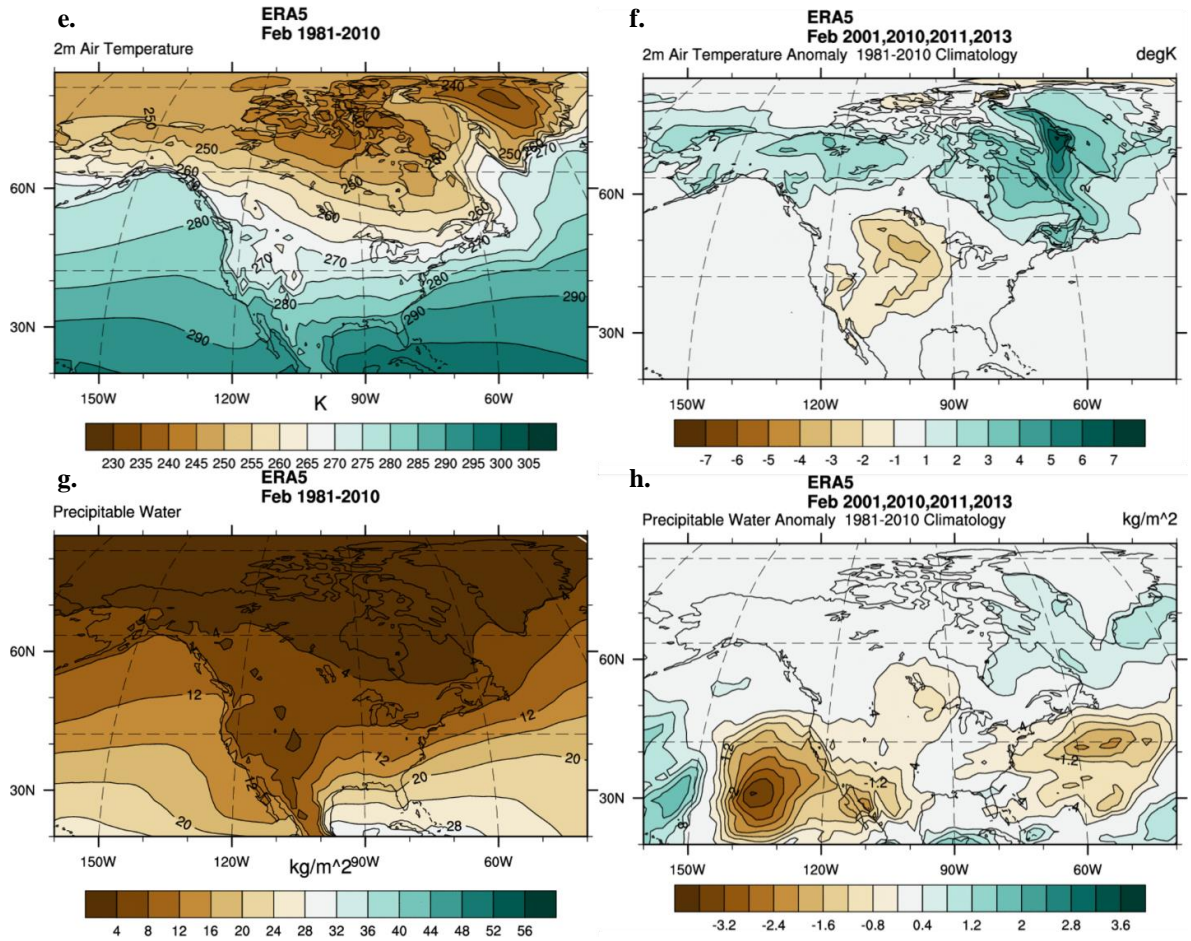 e.
ERA5
Feb 1981-2010
2m Air Temperature
60N
30N
150W 120W 90W 60W
K
250
250
240
250
270
260
260
260
260
280
270
270
270
280
280
290
290
290
230 235 240 245 250 255 260 265 270 275 280 285 290 295 300 305
f.
ERA5
Feb 2001,2010,2011,2013
2m Air Temperature Anomaly 1981-2010 Climatology degK
60N
30N
150W 120W 90W 60W
-7 -6 -5 -4 -3 -2 -1 1 2 3 4 5 6 7
g.
ERA5
Feb 1981-2010
Precipitable Water
60N
30N
150W 120W 90W 60W
kg/m^2
4
4
12
12
12
12
20
20
20
28
4 8 12 16 20 24 28 32 36 40 44 48 52 56
h.
ERA5
Feb 2001,2010,2011,2013
Precipitable Water Anomaly 1981-2010 Climatology kg/m^2
60N
30N
150W 120W 90W 60W
-1.2
-1.2
-3.2 -2.4 -1.6 -0.8 0.4 1.2 2 2.8 3.6